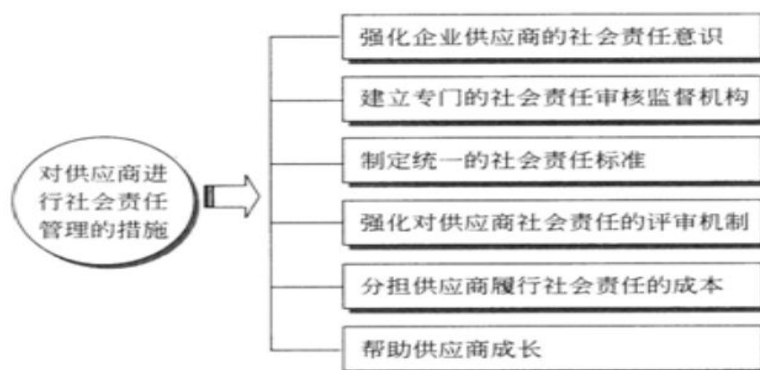 对供应商进
行社会责任
管理的措施
强化企业供应商的社会责任意识
建立专门的社会责任审核监督机构
制定统一的社会责任标准
强化对供应商社会责任的评审机制
分担供应商履行社会责任的成本
帮助供应商成长